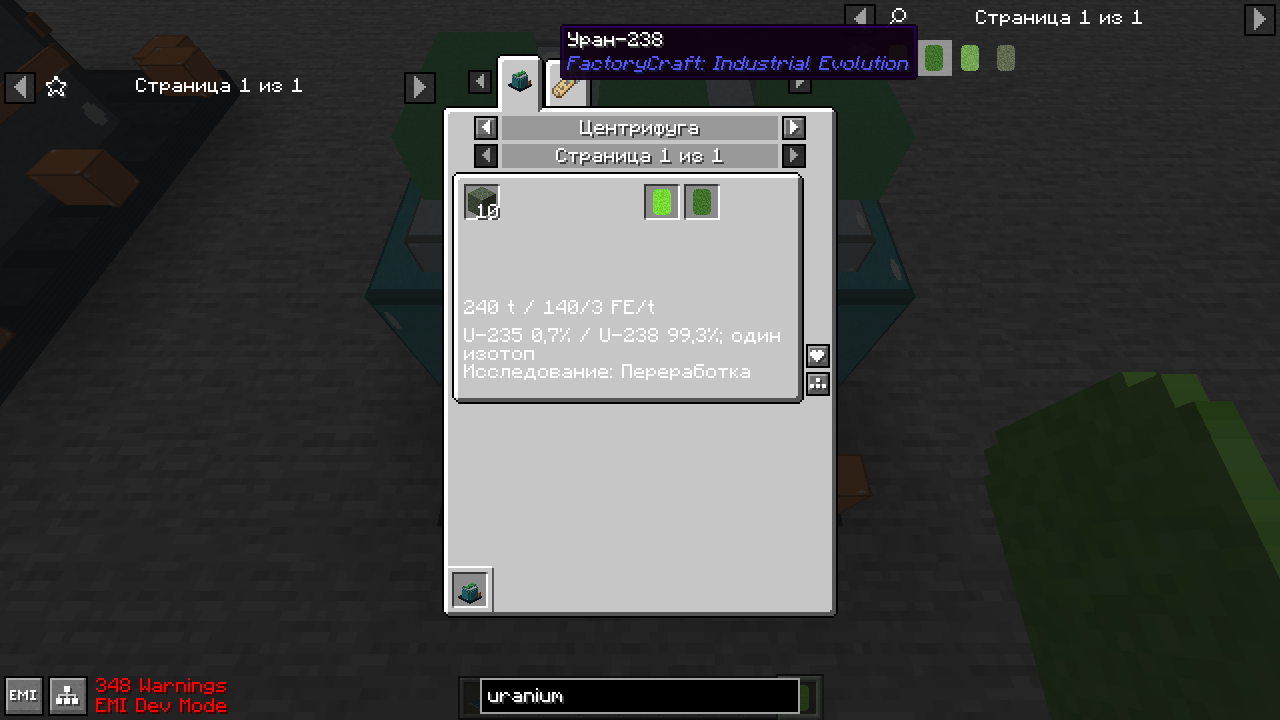 Страница 1 из 1
Уран-238
FactoryCraft: Industrial Evolution
Страница 1 из 1
Центрифуга
Страница 1 из 1
10
240 t / 140/3 FE/t
U-235 0,7% / U-238 99,3%; один
изотоп
Исследование: Переработка
EMI
348 Warnings
EMI Dev Mode
uranium